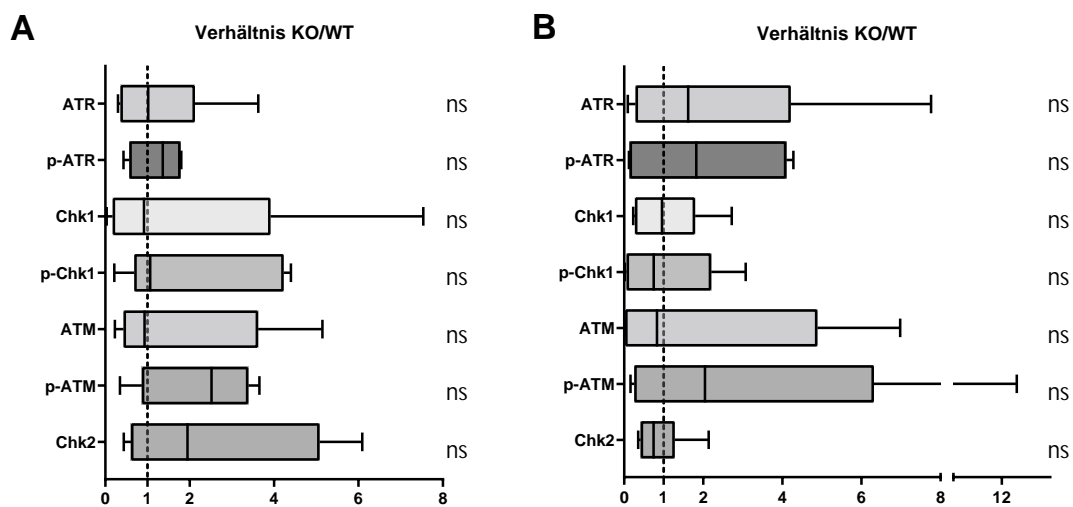 A
Verhältnis KO/WT
ATR ns
p-ATR ns
Chk1 ns
p-Chk1 ns
ATM ns
p-ATM ns
Chk2 ns
0 1 2 4 6 8
B
Verhältnis KO/WT
ATR ns
p-ATR ns
Chk1 ns
p-Chk1 ns
ATM ns
p-ATM ns
Chk2 ns
0 1 2 4 6 8 12